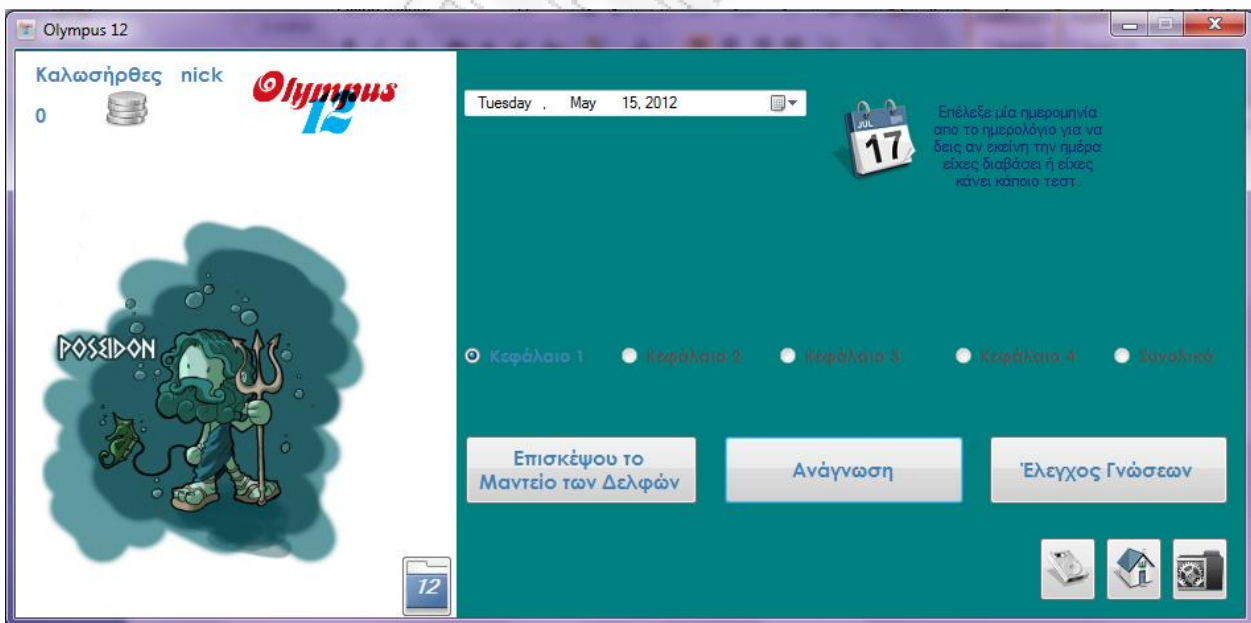 Olympus 12
Καλωσήρθες nick
0
Olympus
12
Tuesday , May 15, 2012
JUL
17
Επέλεξε μία ημερομηνία
απο το ημερολόγιο για να
δεις αν εκείνη την ημέρα
είχες διαβάσει ή είχες
κάνει κάποιο τεστ.
POSEIDON
Κεφάλαιο 1 Κεφάλαιο 2 Κεφάλαιο 3 Κεφάλαιο 4 Συνολικό
Επισκέψου το
Μαντείο των Δελφών
Ανάγνωση
Έλεγχος Γνώσεων
12